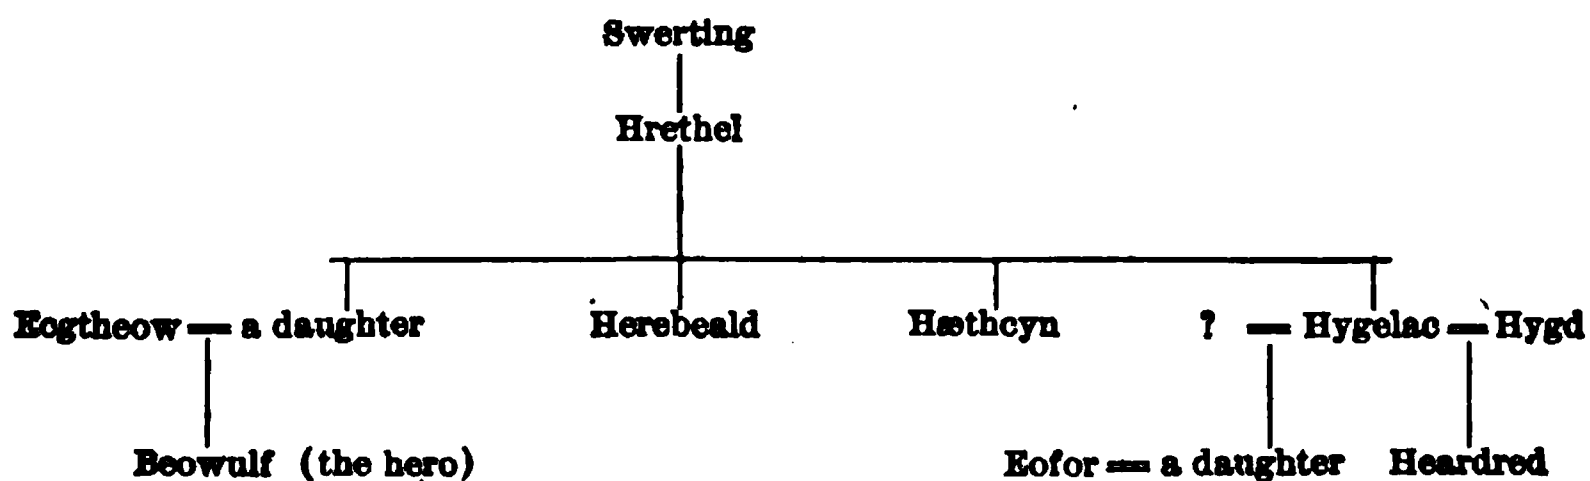 Swerting
Hrethel
Ecgtheow = a daughter Herebeald Hæthcyn ? = Hygelac = Hygd
Beowulf (the hero) Eofor = a daughter Heardred